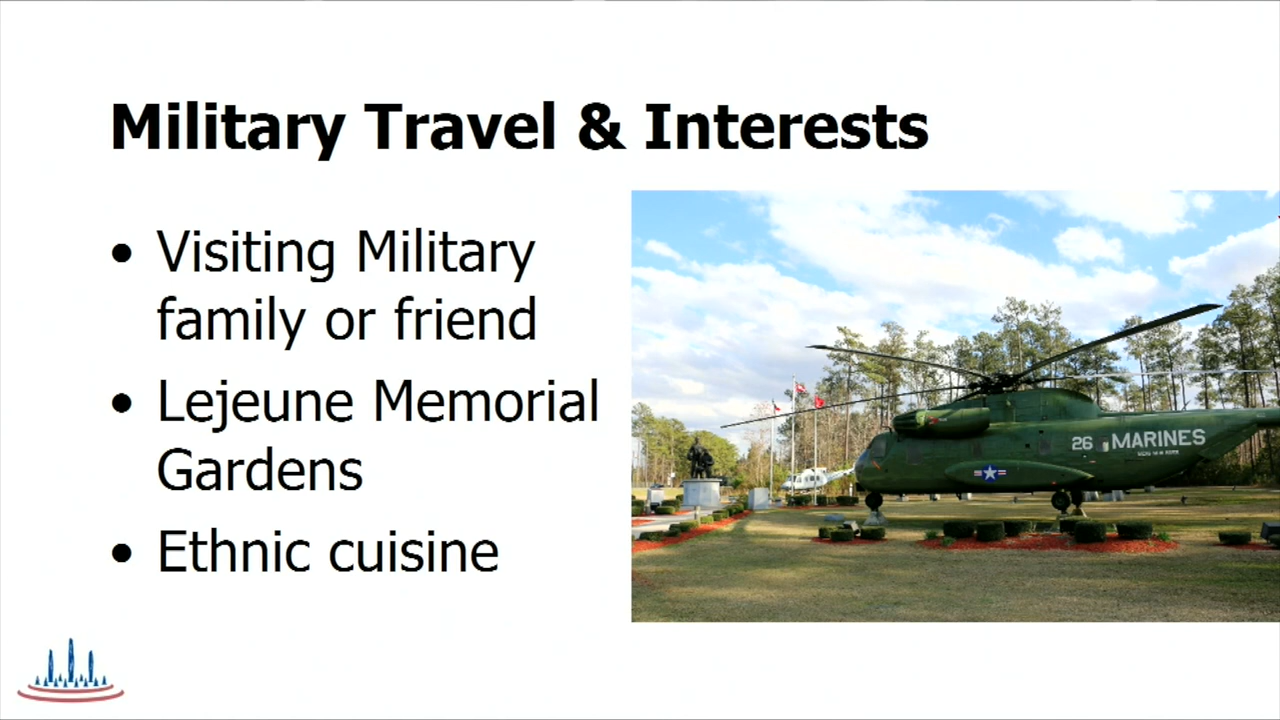 Military Travel & Interests
• Visiting Military
family or friend
• Lejeune Memorial
Gardens
• Ethnic cuisine
26 MARINES